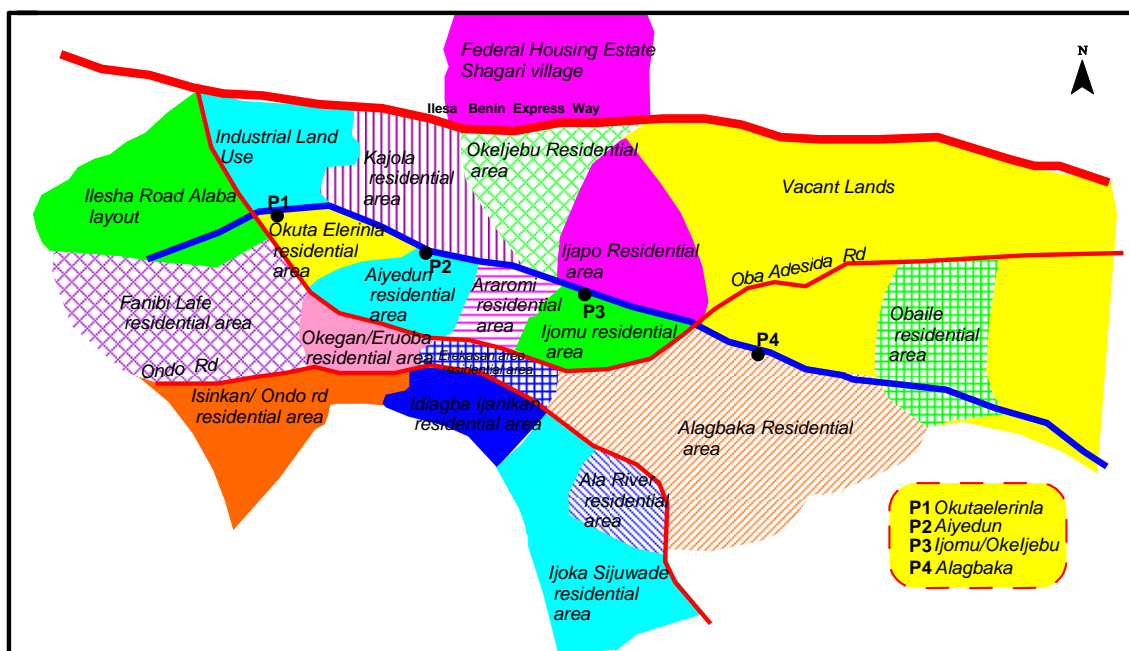 Federal Housing Estate
Shagari village
N
Ilesa Benin Express Way
Industrial Land
Use
Kajola
residential
area
OkeIjebu Residential
area
Vacant Lands
Ilesha Road Alaba
layout
P1
Okuta Elerinla
residential
area
P2
Aiyedun
residential
area
Araromi
residential
area
Ijapo Residential
area
P3
Ijomu residential
area
Oba Adesida Rd
Obaile
residential
area
P4
Fanibi Lafe
residential area
Okegan/Eruoba
residential area
Erekasan area
residential area
Ondo Rd
Isinkan/ Ondo rd
residential area
Idiagba Ijanikan
residential area
Alagbaka Residential
area
Ala River
residential
area
Ijoka Sijuwade
residential
area
P1 Okutaelerinla
P2 Aiyedun
P3 Ijomu/OkeIjebu
P4 Alagbaka